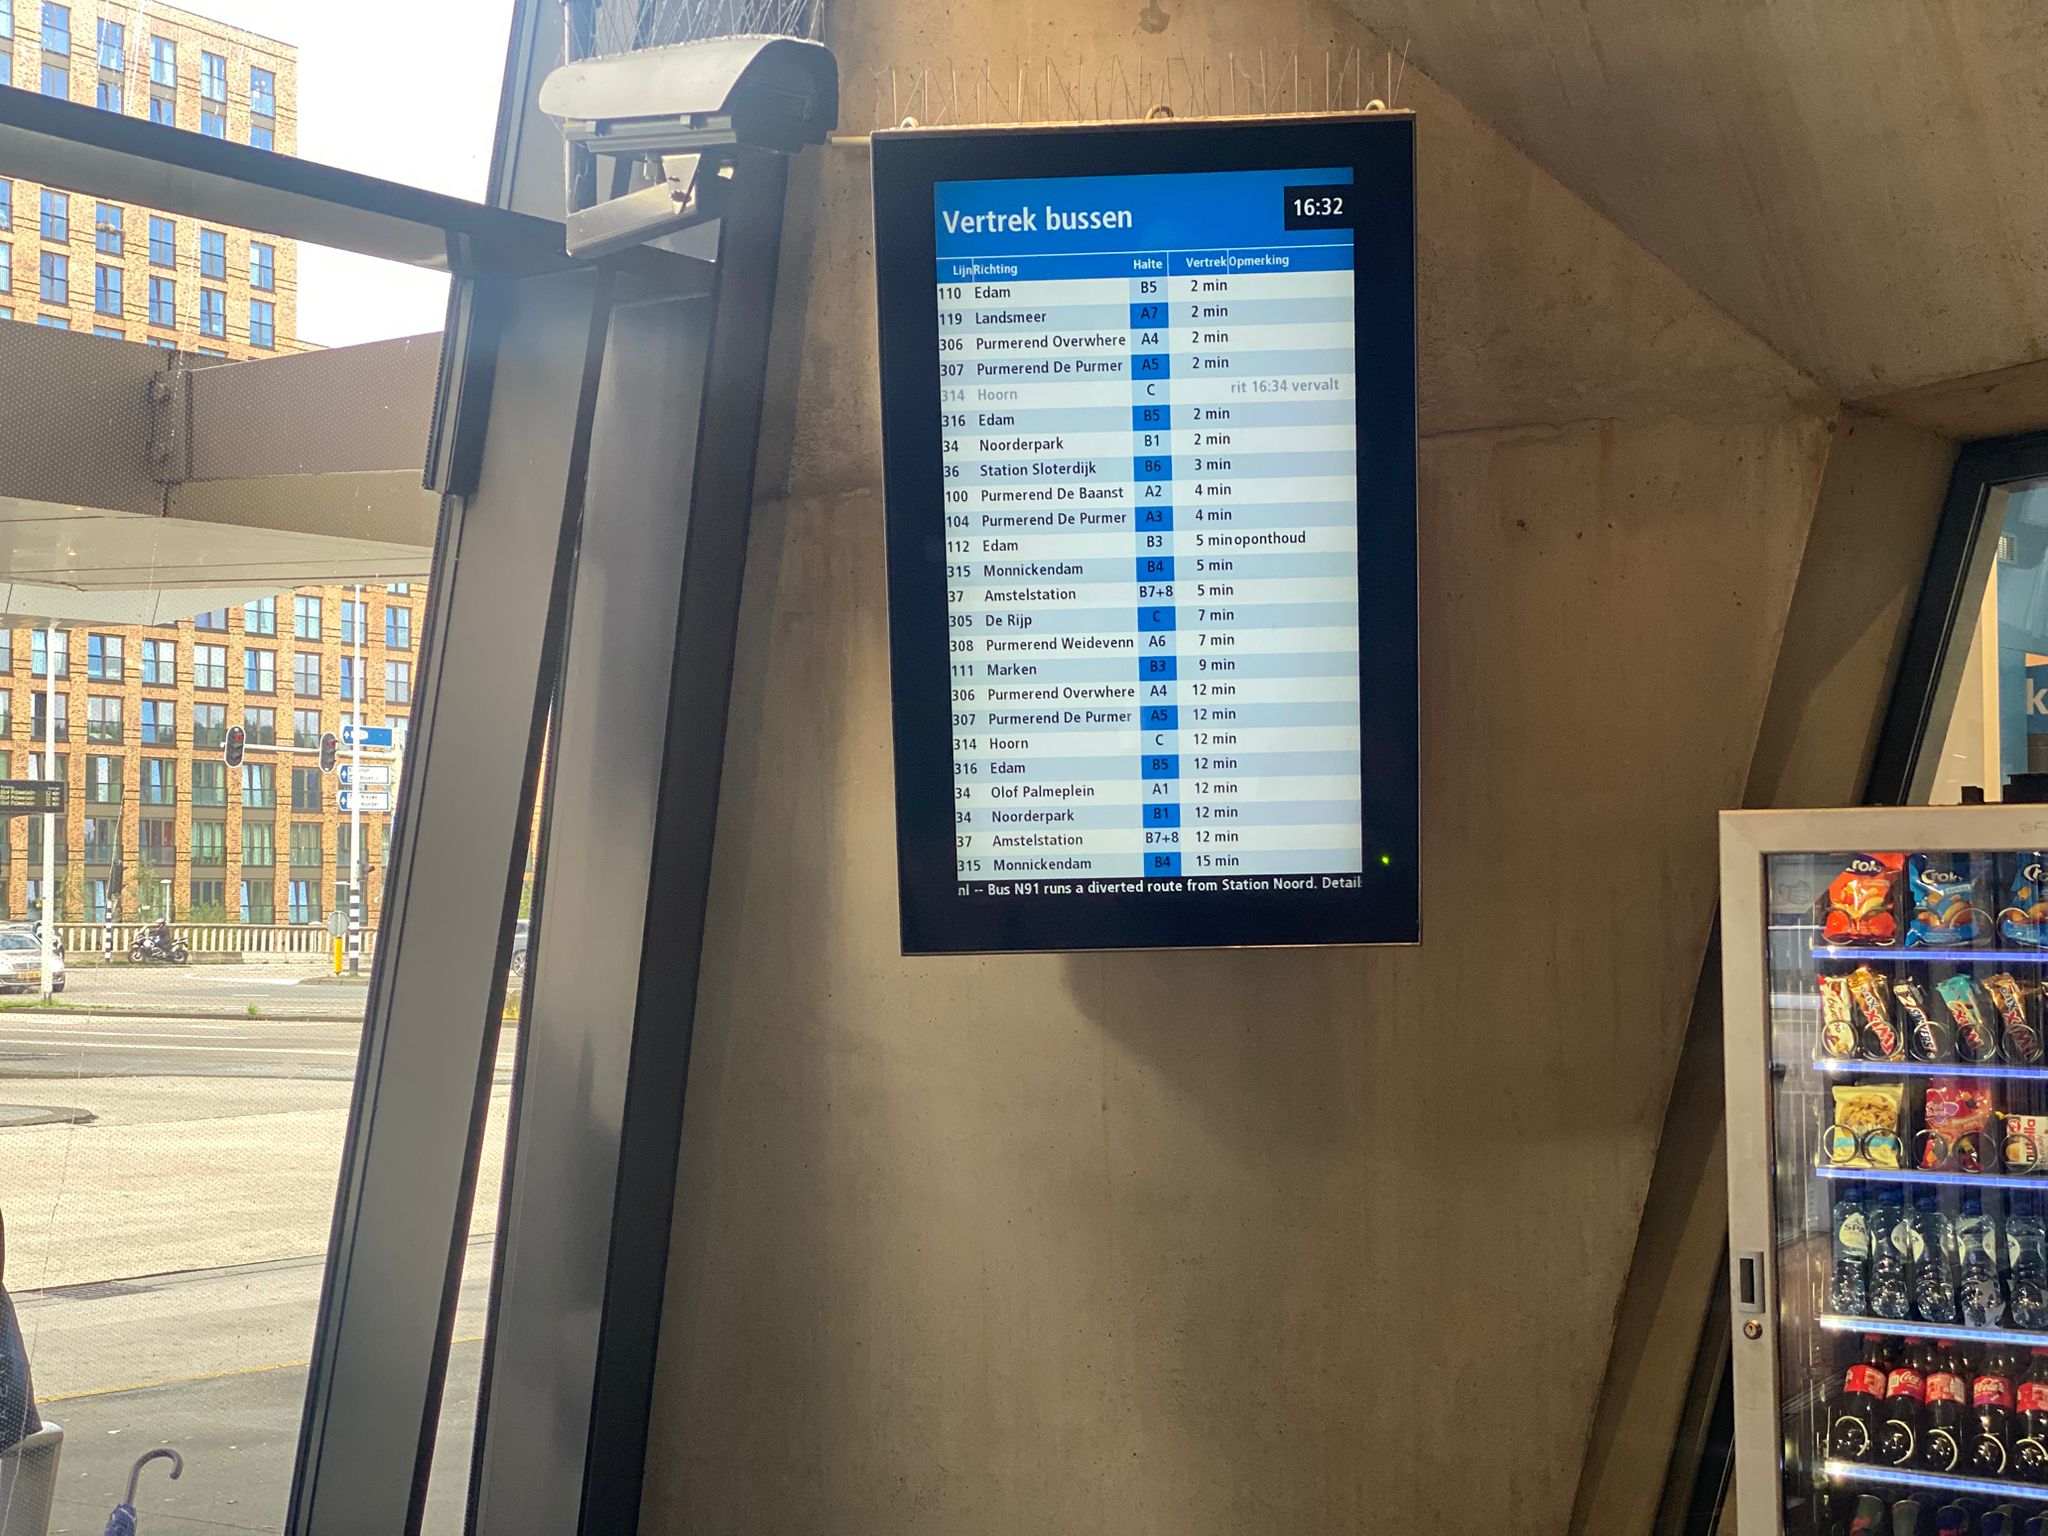 Vertrek bussen 16:32
Lijn Richting Halte Vertrek Opmerking
110 Edam B5 2 min
119 Landsmeer A7 2 min
306 Purmerend Overwhere A4 2 min
307 Purmerend De Purmer A5 2 min
314 Hoorn C rit 16:34 vervalt
316 Edam B5 2 min
34 Noorderpark B1 2 min
36 Station Sloterdijk B6 3 min
100 Purmerend De Baanst A2 4 min
104 Purmerend De Purmer A3 4 min
112 Edam B3 5 min oponthoud
315 Monnickendam B4 5 min
37 Amstelstation B7+8 5 min
305 De Rijp C 7 min
308 Purmerend Weidevenn A6 7 min
111 Marken B3 9 min
306 Purmerend Overwhere A4 12 min
307 Purmerend De Purmer A5 12 min
314 Hoorn C 12 min
316 Edam B5 12 min
34 Olof Palmeplein A1 12 min
34 Noorderpark B1 12 min
37 Amstelstation B7+8 12 min
315 Monnickendam B4 15 min
nl -- Bus N91 runs a diverted route from Station Noord. Detail
k
Croky
Twix
nutella
SPA
Coca-Cola